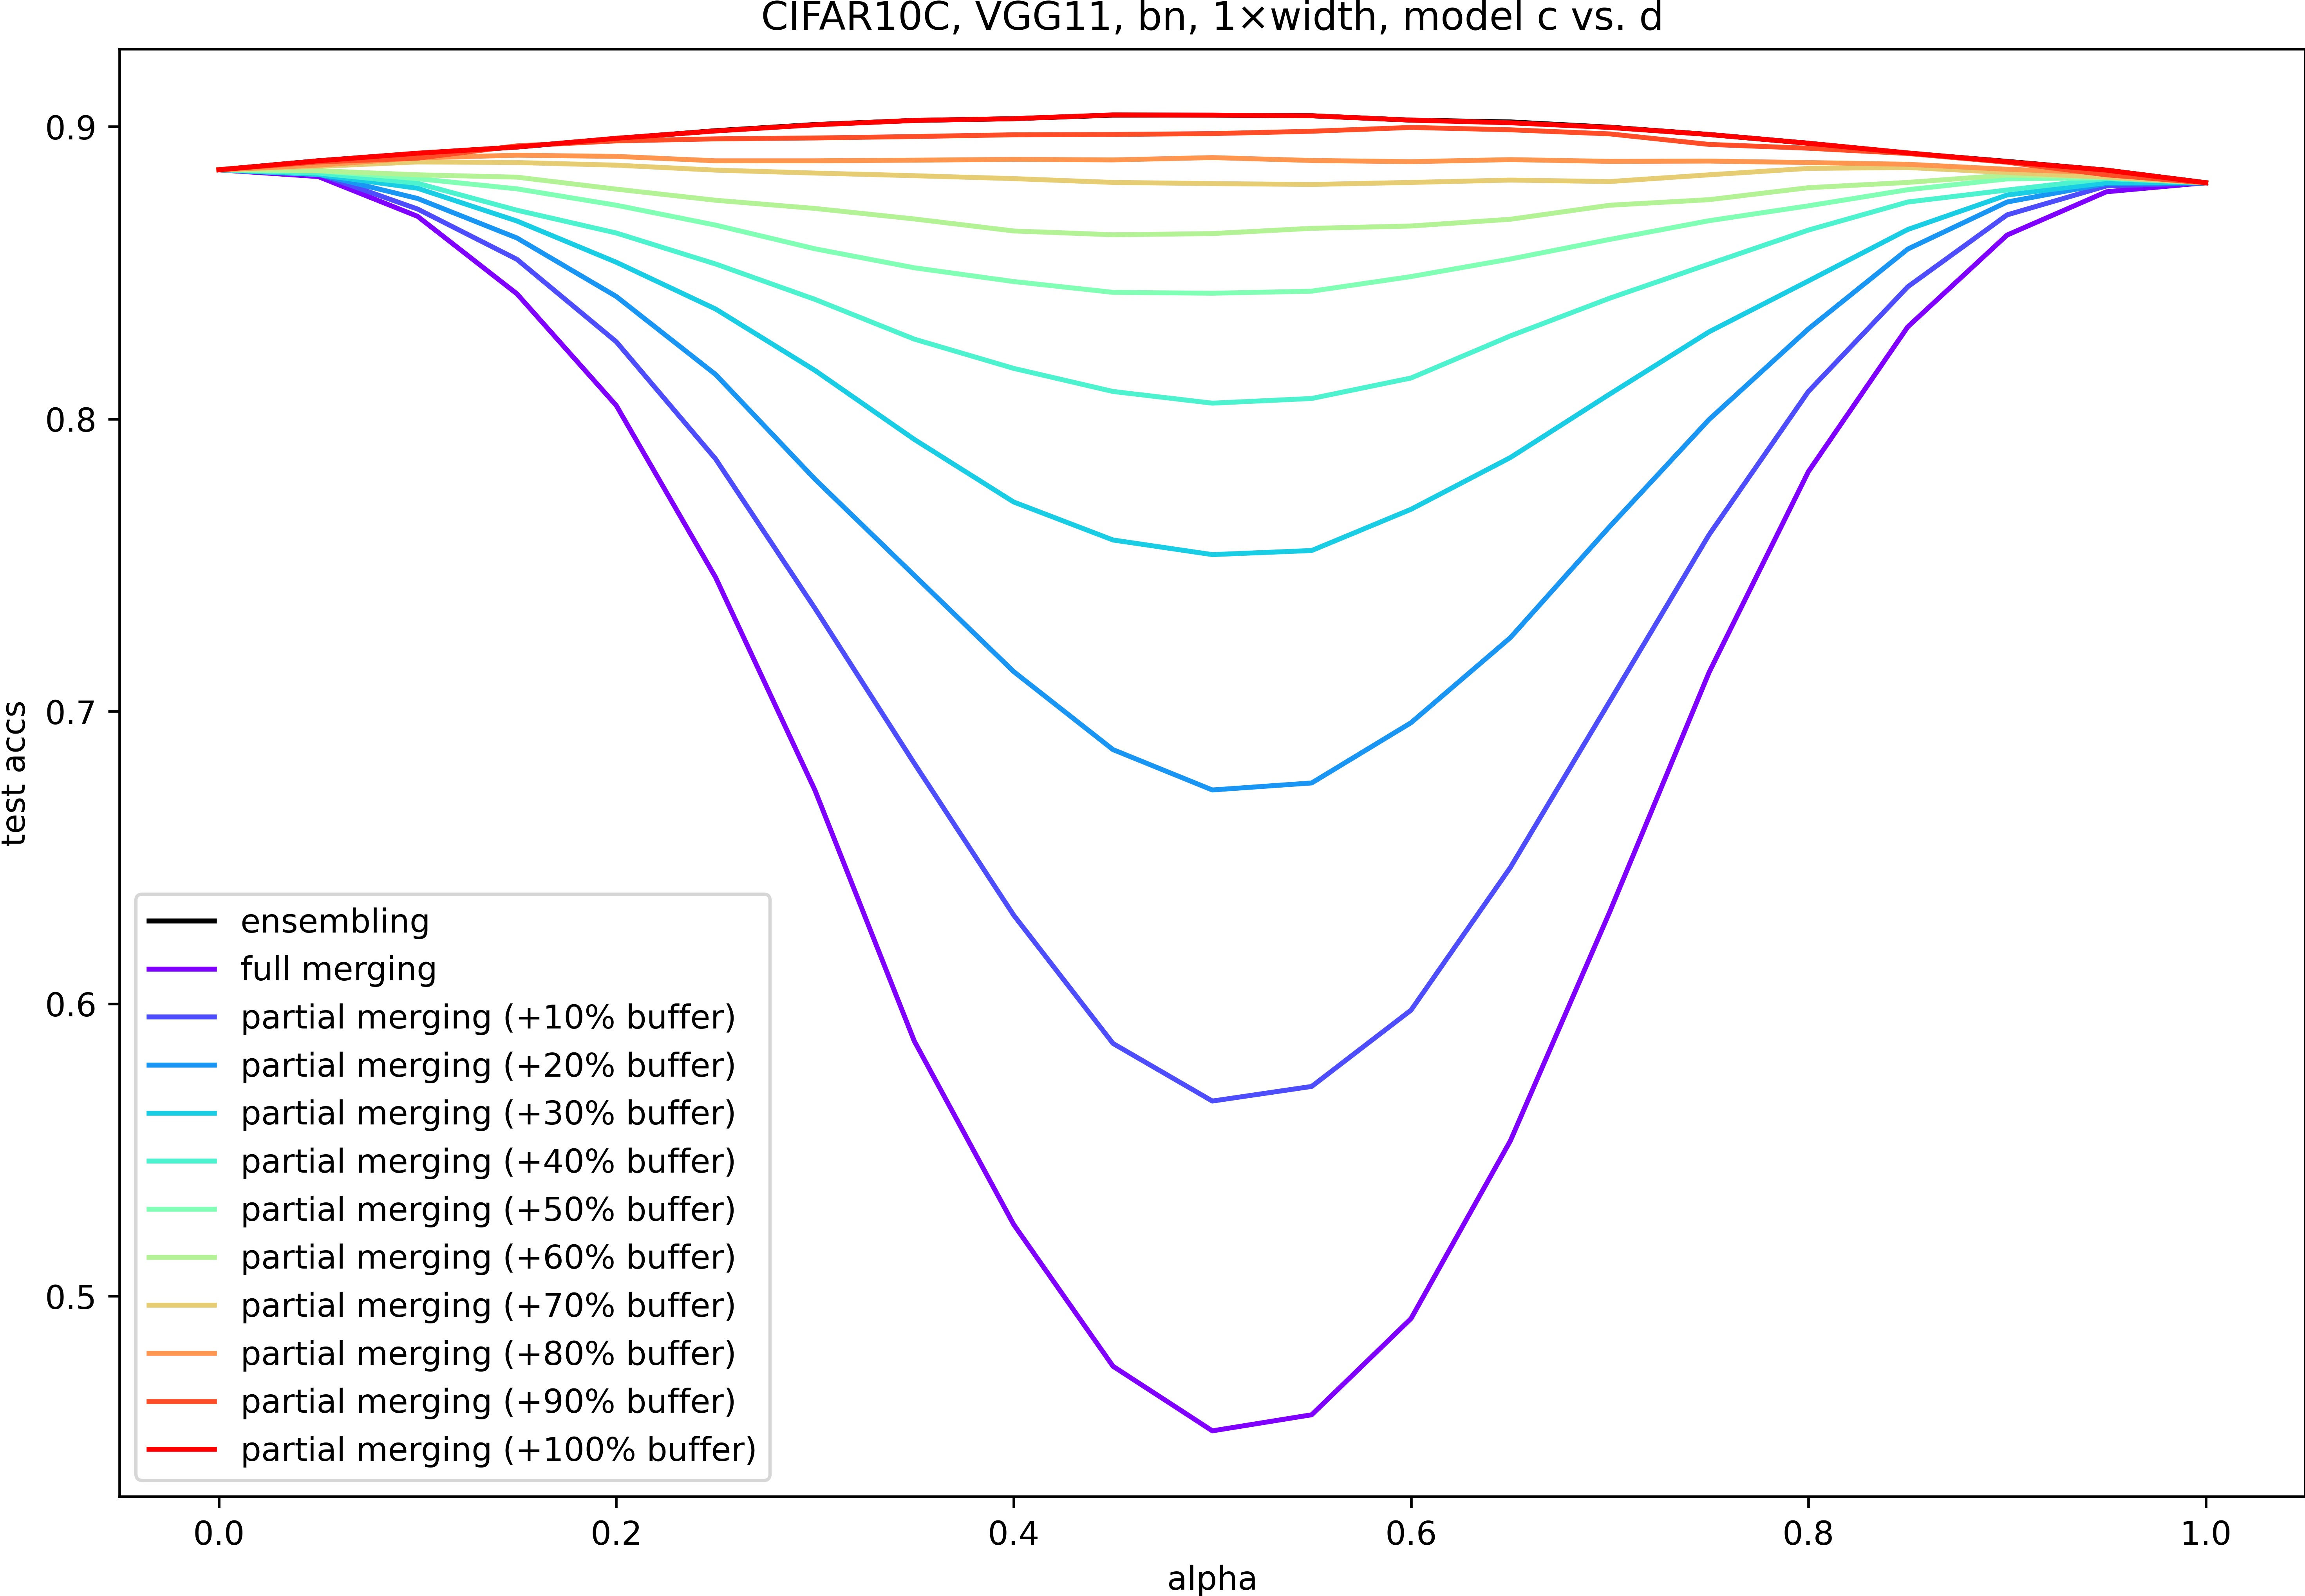 CIFAR10C, VGG11, bn, 1×width, model c vs. d
test accs
0.9
0.8
0.7
0.6
0.5
ensembling
full merging
partial merging (+10% buffer)
partial merging (+20% buffer)
partial merging (+30% buffer)
partial merging (+40% buffer)
partial merging (+50% buffer)
partial merging (+60% buffer)
partial merging (+70% buffer)
partial merging (+80% buffer)
partial merging (+90% buffer)
partial merging (+100% buffer)
0.0 0.2 0.4 0.6 0.8 1.0
alpha